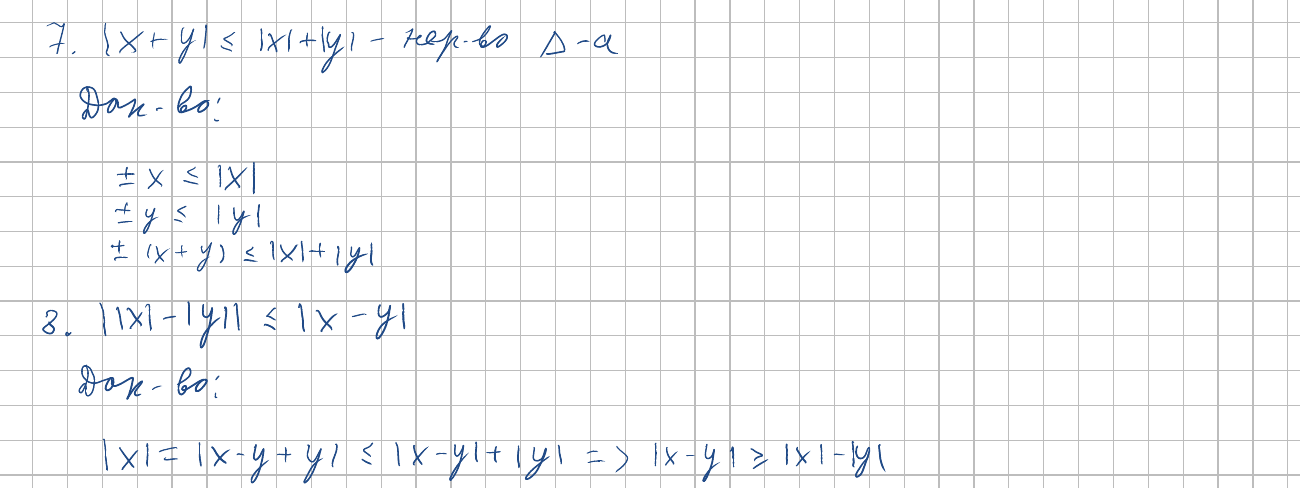 7. |x+y| ≤ |x|+|y| - нер-во Δ-а
Док-во:
± x ≤ |x|
± y ≤ |y|
± (x+y) ≤ |x|+|y|
8. ||x|-|y|| ≤ |x-y|
Док-во:
|x| = |x-y+y| ≤ |x-y|+|y| => |x-y| ≥ |x|-|y|